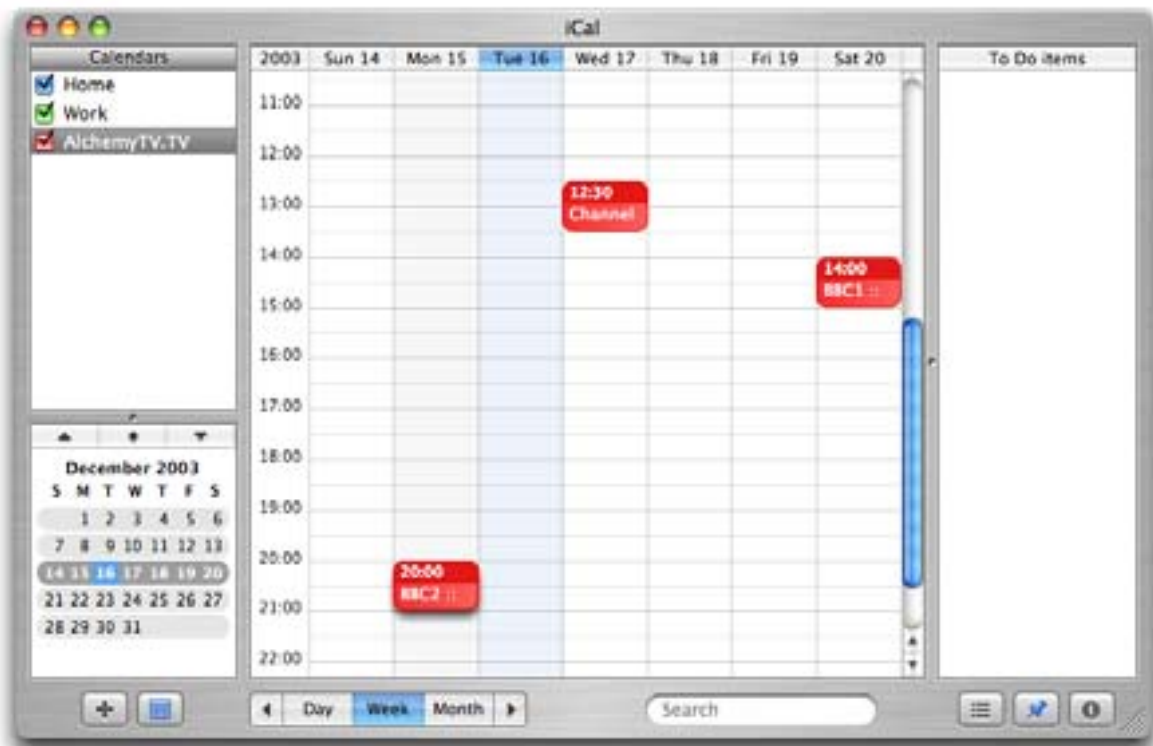 iCal
Calendars
Home
Work
AlchemyTV.TV
2003 Sun 14 Mon 15 Tue 16 Wed 17 Thu 18 Fri 19 Sat 20
11:00
12:00
12:30
Channel
13:00
14:00
14:00
BBC1 ::
15:00
16:00
17:00
18:00
19:00
20:00
20:00
BBC2 ::
21:00
22:00
To Do items
December 2003
S M T W T F S
1 2 3 4 5 6
7 8 9 10 11 12 13
14 15 16 17 18 19 20
21 22 23 24 25 26 27
28 29 30 31
Day Week Month
Search